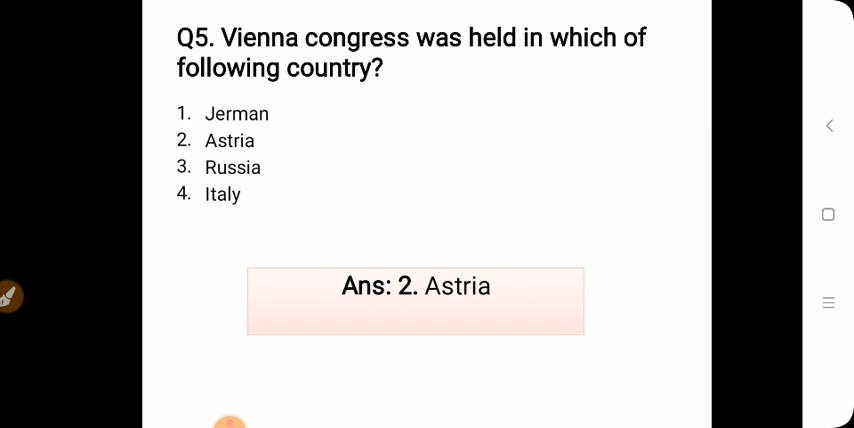 Q5. Vienna congress was held in which of
following country?
1. Jerman
2. Astria
3. Russia
4. Italy
Ans: 2. Astria